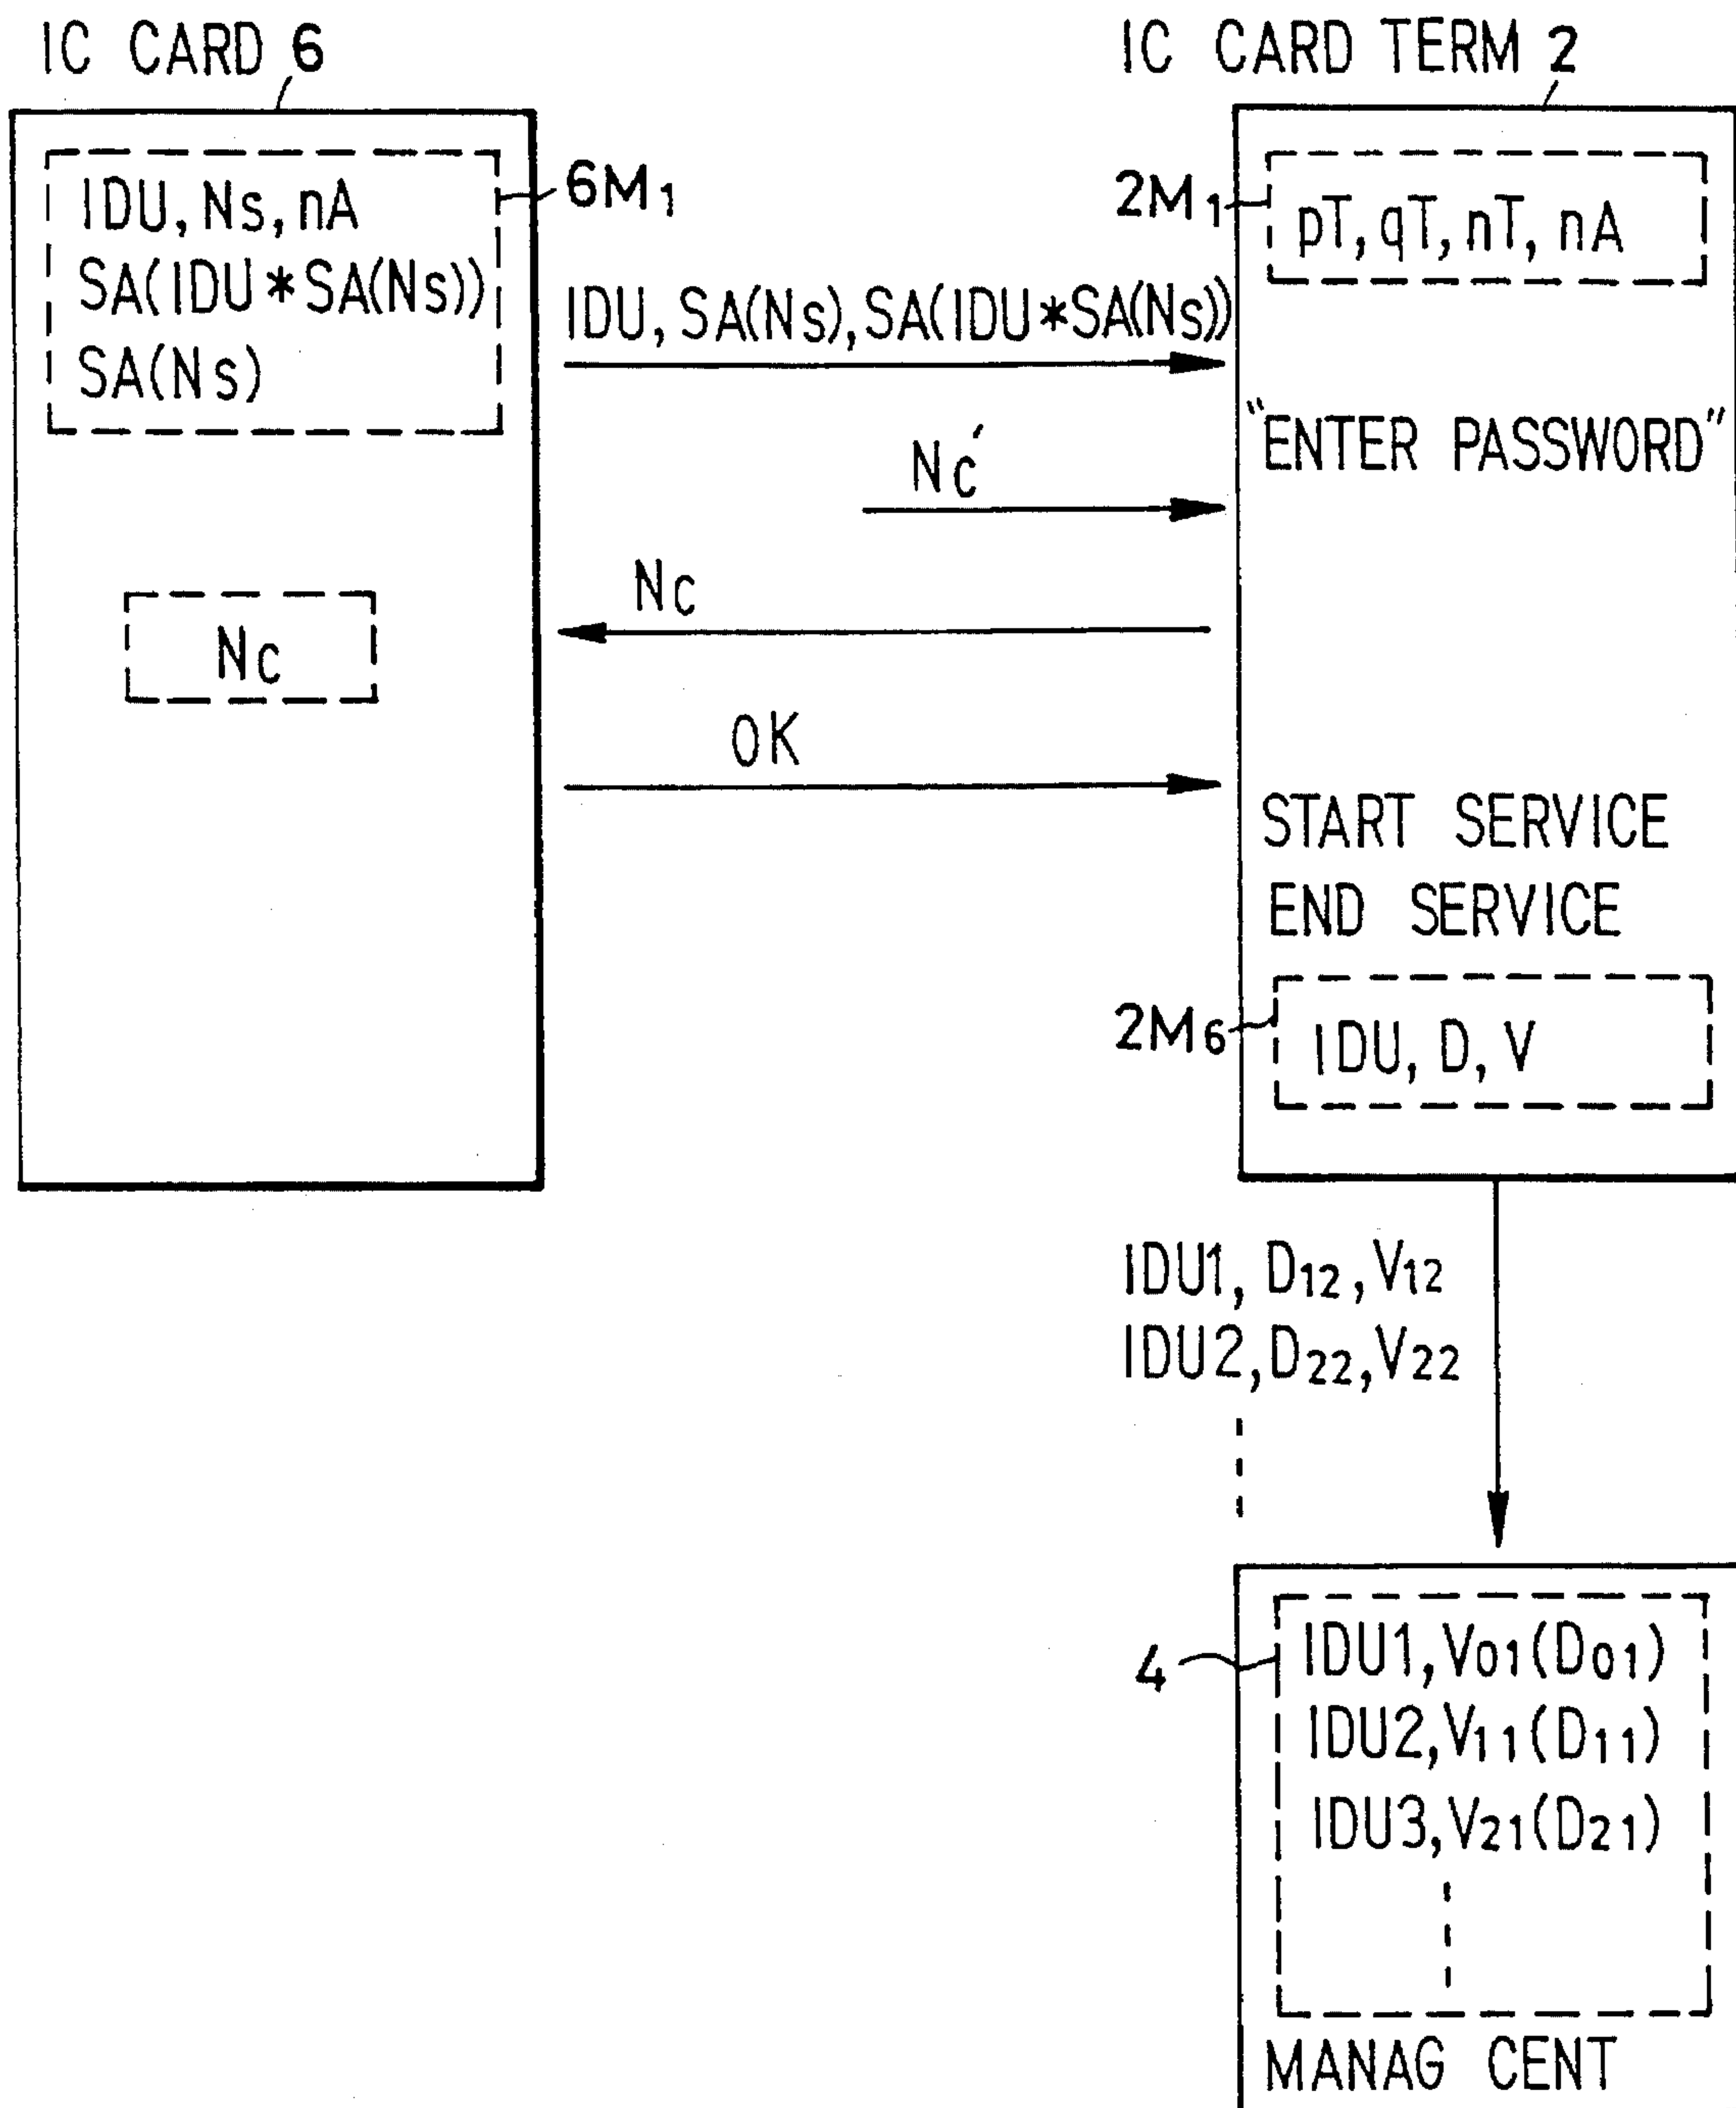 IC CARD 6
IDU, Ns, nA
SA(IDU*SA(Ns))
SA(Ns)
6M1
IDU, SA(Ns), SA(IDU*SA(Ns))
Nc'
Nc
Nc
OK
IC CARD TERM 2
2M1
pT, qT, nT, nA
"ENTER PASSWORD"
START SERVICE
END SERVICE
2M6
IDU, D, V
IDU1, D12, V12
IDU2, D22, V22
4
IDU1, V01(D01)
IDU2, V11(D11)
IDU3, V21(D21)
MANAG CENT